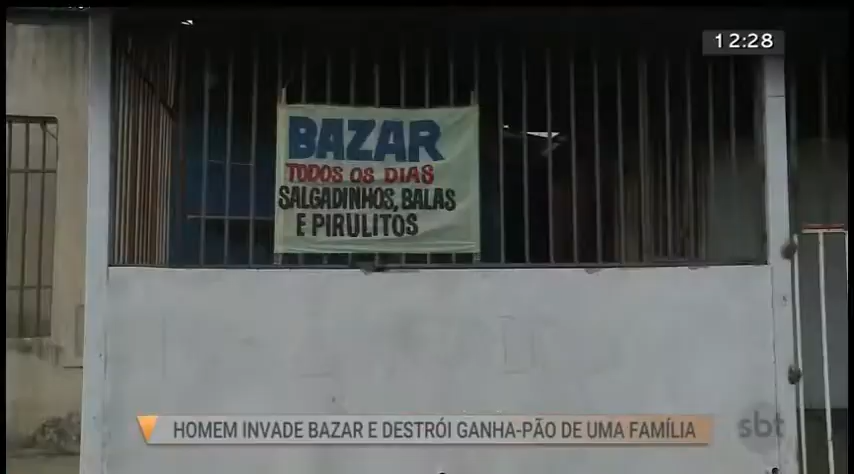 12:28
BAZAR
TODOS OS DIAS
SALGADINHOS, BALAS
E PIRULITOS
HOMEM INVADE BAZAR E DESTRÓI GANHA-PÃO DE UMA FAMÍLIA
sbt